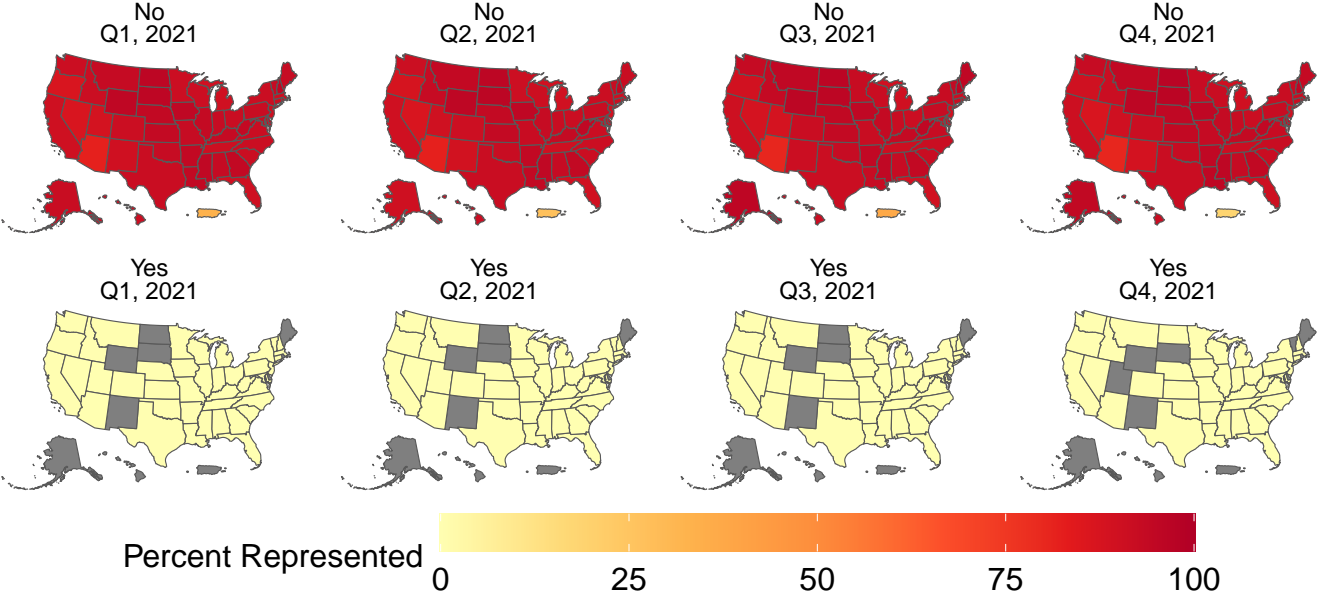 No
Q1, 2021
No
Q2, 2021
No
Q3, 2021
No
Q4, 2021
Yes
Q1, 2021
Yes
Q2, 2021
Yes
Q3, 2021
Yes
Q4, 2021
Percent Represented
0 25 50 75 100